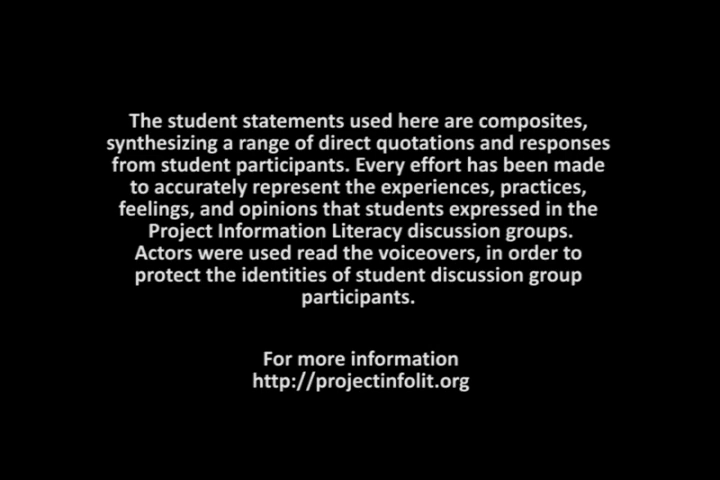 The student statements used here are composites,
synthesizing a range of direct quotations and responses
from student participants. Every effort has been made
to accurately represent the experiences, practices,
feelings, and opinions that students expressed in the
Project Information Literacy discussion groups.
Actors were used read the voiceovers, in order to
protect the identities of student discussion group
participants.
For more information
http://projectinfolit.org